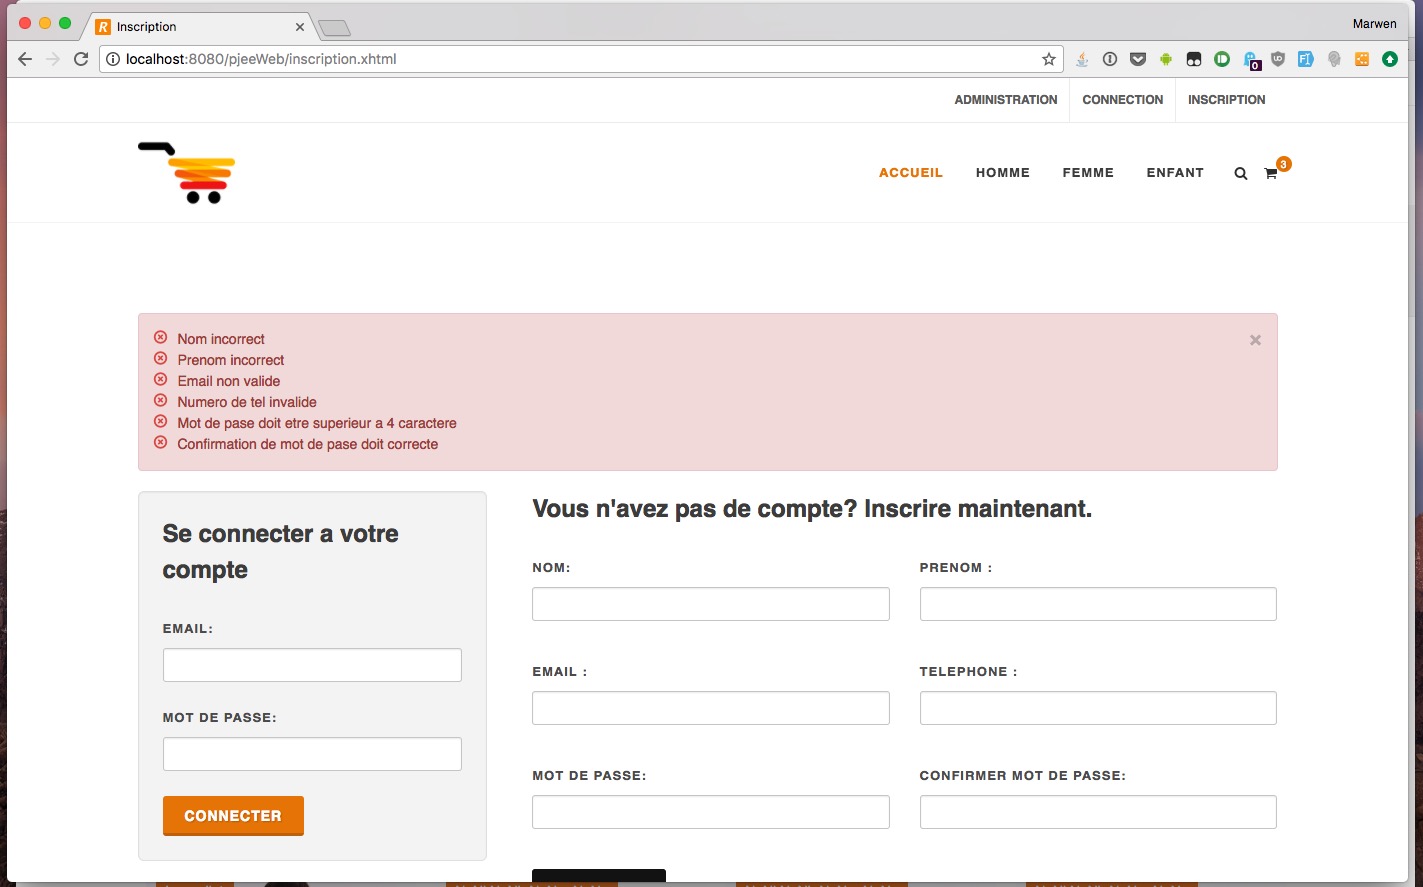 Inscription
Marwen
localhost:8080/pjeeWeb/inscription.xhtml
0
ADMINISTRATION
CONNECTION
INSCRIPTION
ACCUEIL
HOMME
FEMME
ENFANT
3
Nom incorrect
Prenom incorrect
Email non valide
Numero de tel invalide
Mot de pase doit etre superieur a 4 caractere
Confirmation de mot de pase doit correcte
Se connecter a votre
compte
EMAIL:
MOT DE PASSE:
CONNECTER
Vous n'avez pas de compte? Inscrire maintenant.
NOM:
PRENOM :
EMAIL :
TELEPHONE :
MOT DE PASSE:
CONFIRMER MOT DE PASSE: